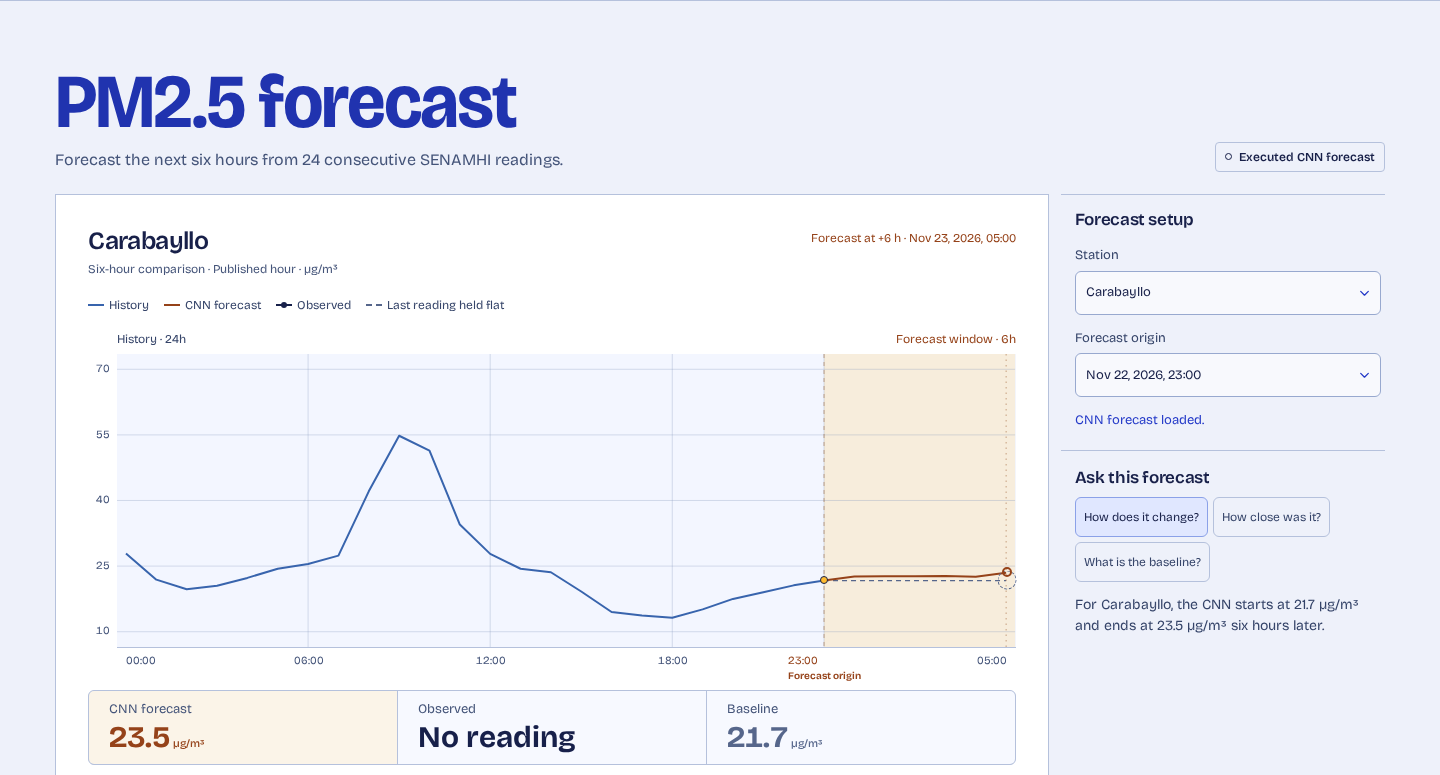 PM2.5 forecast
Forecast the next six hours from 24 consecutive SENAMHI readings.
Executed CNN forecast
Carabayllo
Forecast at +6 h · Nov 23, 2026, 05:00
Six-hour comparison · Published hour · µg/m³
History
CNN forecast
Observed
Last reading held flat
History · 24h
Forecast window · 6h
70
55
40
25
10
00:00
06:00
12:00
18:00
23:00
05:00
Forecast origin
CNN forecast
23.5 µg/m³
Observed
No reading
Baseline
21.7 µg/m³
Forecast setup
Station
Carabayllo
Forecast origin
Nov 22, 2026, 23:00
CNN forecast loaded.
Ask this forecast
How does it change?
How close was it?
What is the baseline?
For Carabayllo, the CNN starts at 21.7 µg/m³
and ends at 23.5 µg/m³ six hours later.